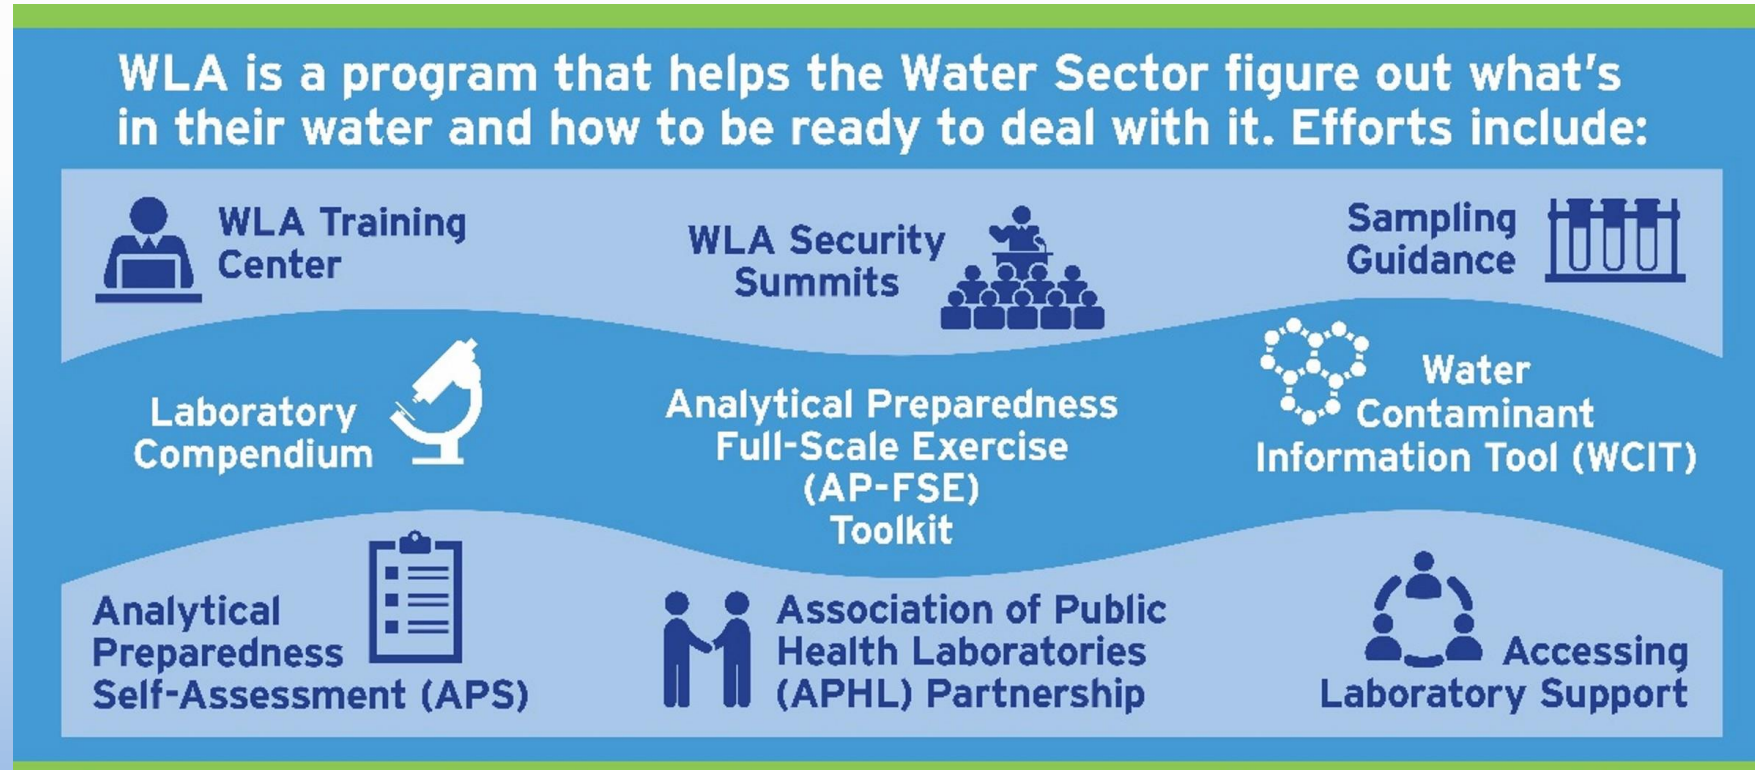 WLA is a program that helps the Water Sector figure out what's
in their water and how to be ready to deal with it. Efforts include:
WLA Training
Center
WLA Security
Summits
Sampling
Guidance
Laboratory
Compendium
Analytical Preparedness
Full-Scale Exercise
(AP-FSE)
Toolkit
Water
Contaminant
Information Tool (WCIT)
Analytical
Preparedness
Self-Assessment (APS)
Association of Public
Health Laboratories
(APHL) Partnership
Accessing
Laboratory Support